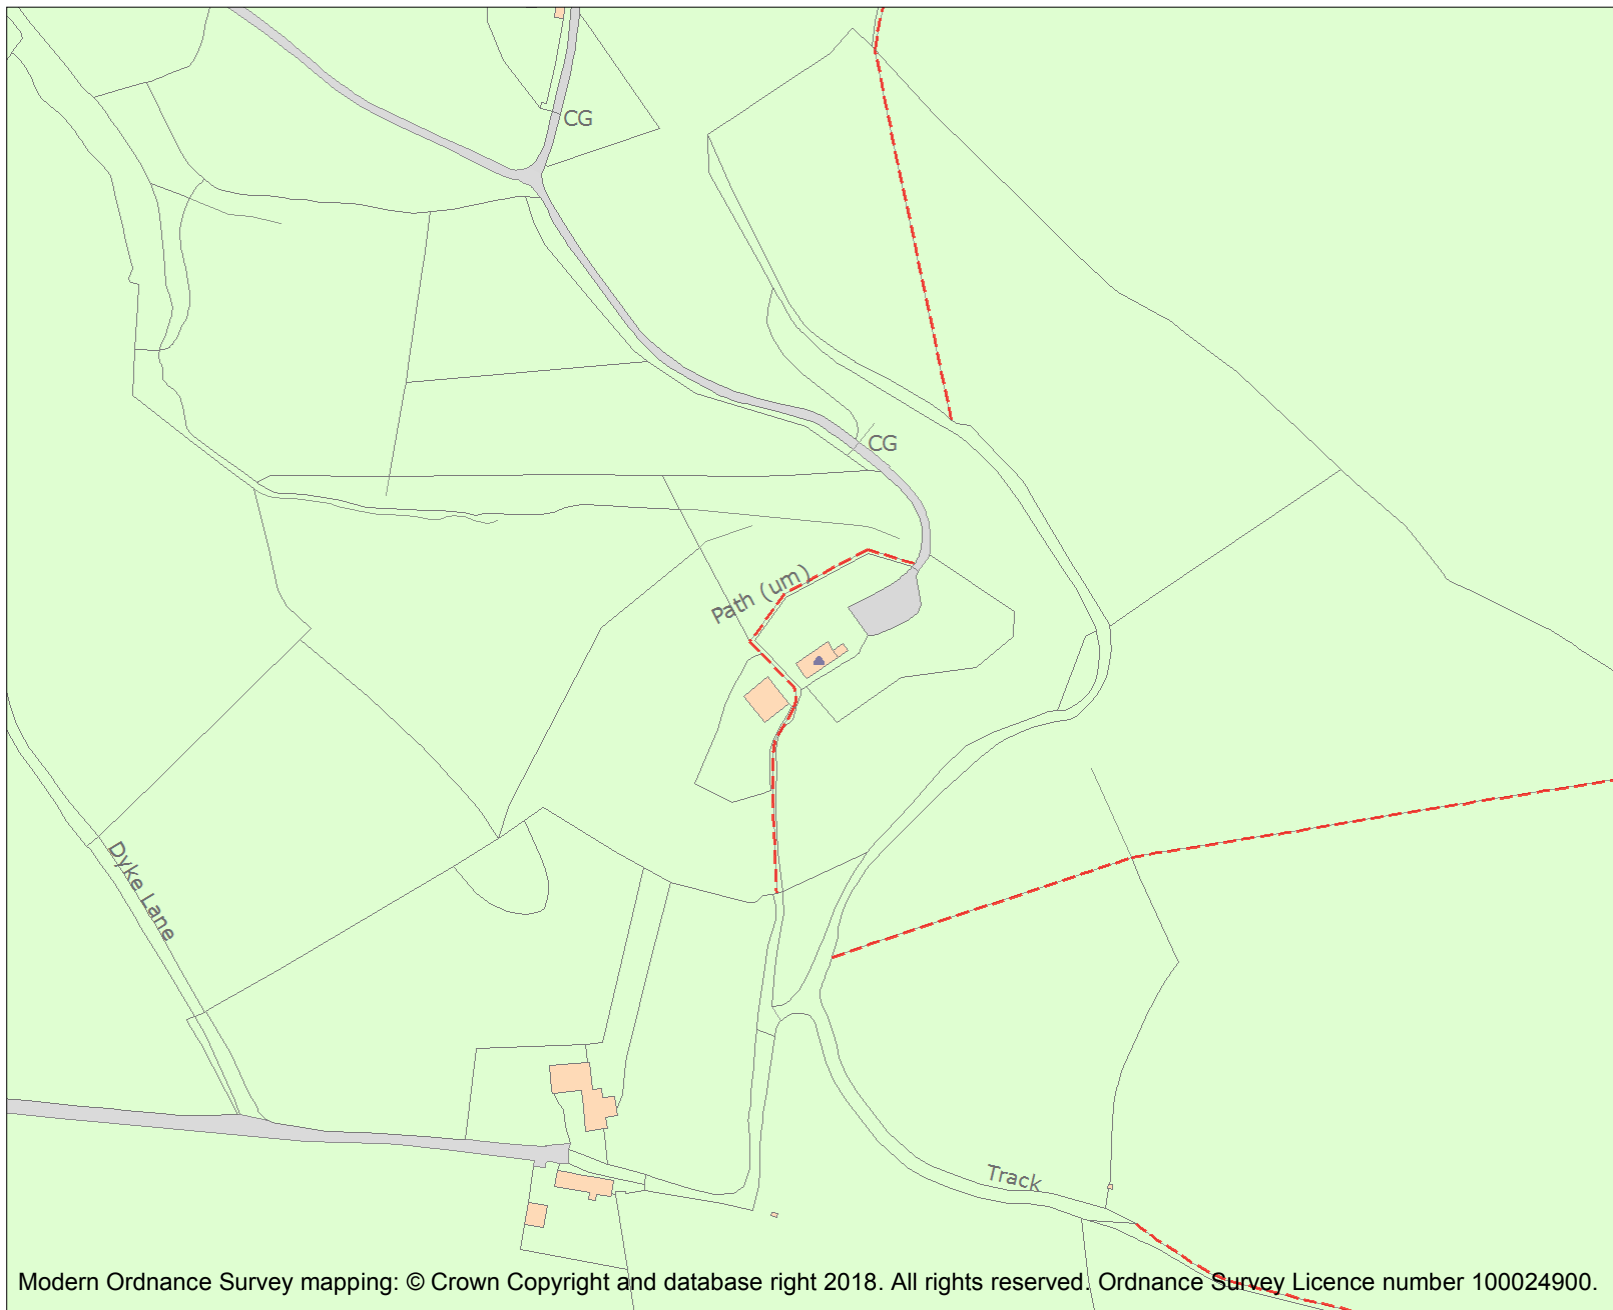 CG
CG
Path (um)
Dyke Lane
Track
Modern Ordnance Survey mapping: © Crown Copyright and database right 2018. All rights reserved. Ordnance Survey Licence number 100024900.